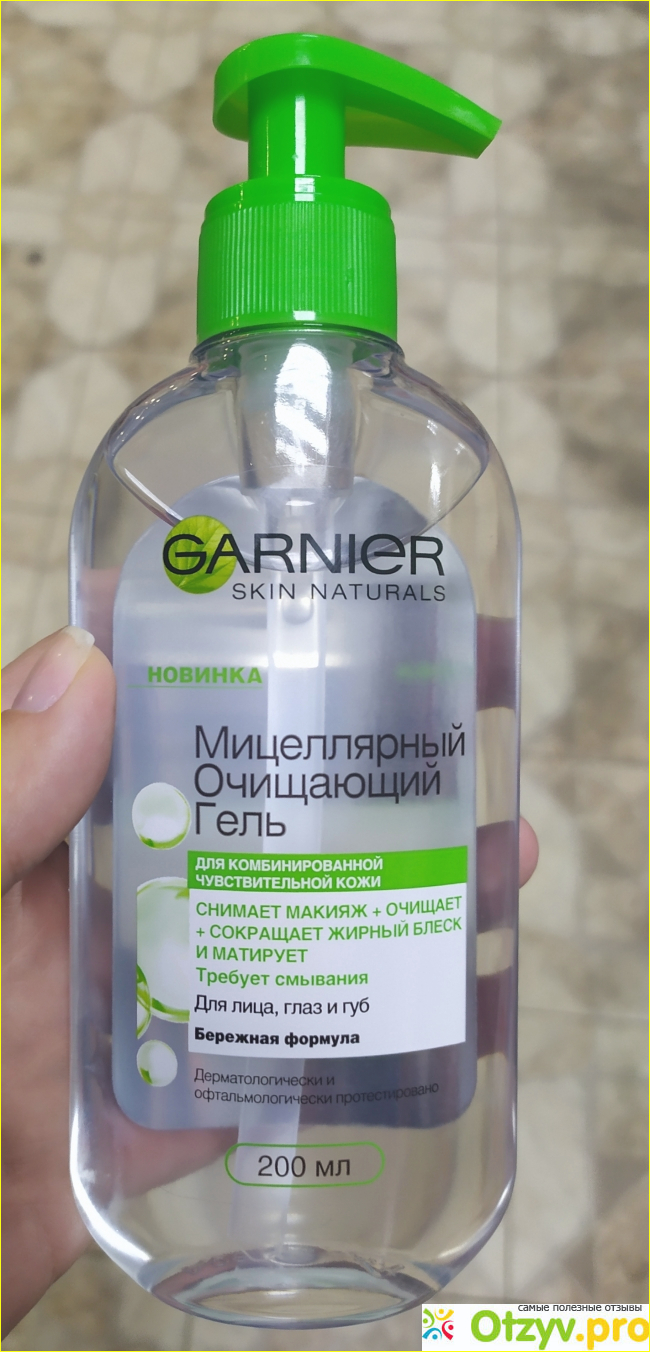 GARNIER
SKIN NATURALS
НОВИНКА
Мицеллярный
Очищающий
Гель
ДЛЯ КОМБИНИРОВАННОЙ
ЧУВСТВИТЕЛЬНОЙ КОЖИ
СНИМАЕТ МАКИЯЖ + ОЧИЩАЕТ
+ СОКРАЩАЕТ ЖИРНЫЙ БЛЕСК
И МАТИРУЕТ
Требует смывания
Для лица, глаз и губ
Бережная формула
Дерматологически и
офтальмологически протестировано
200 мл
самые полезные отзывы
Otzyv.pro